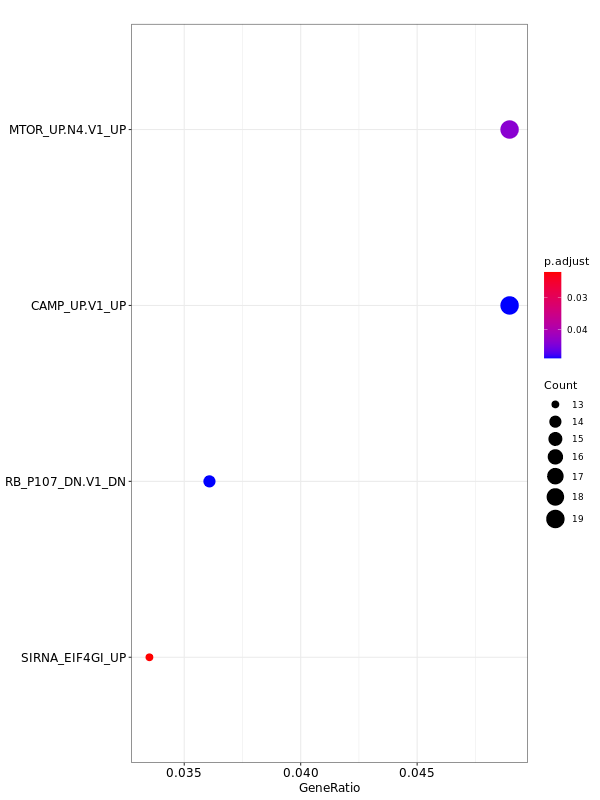 MTOR_UP.N4.V1_UP
CAMP_UP.V1_UP
RB_P107_DN.V1_DN
SIRNA_EIF4GI_UP
0.035 0.040 0.045
GeneRatio
p.adjust
0.03
0.04
Count
13
14
15
16
17
18
19